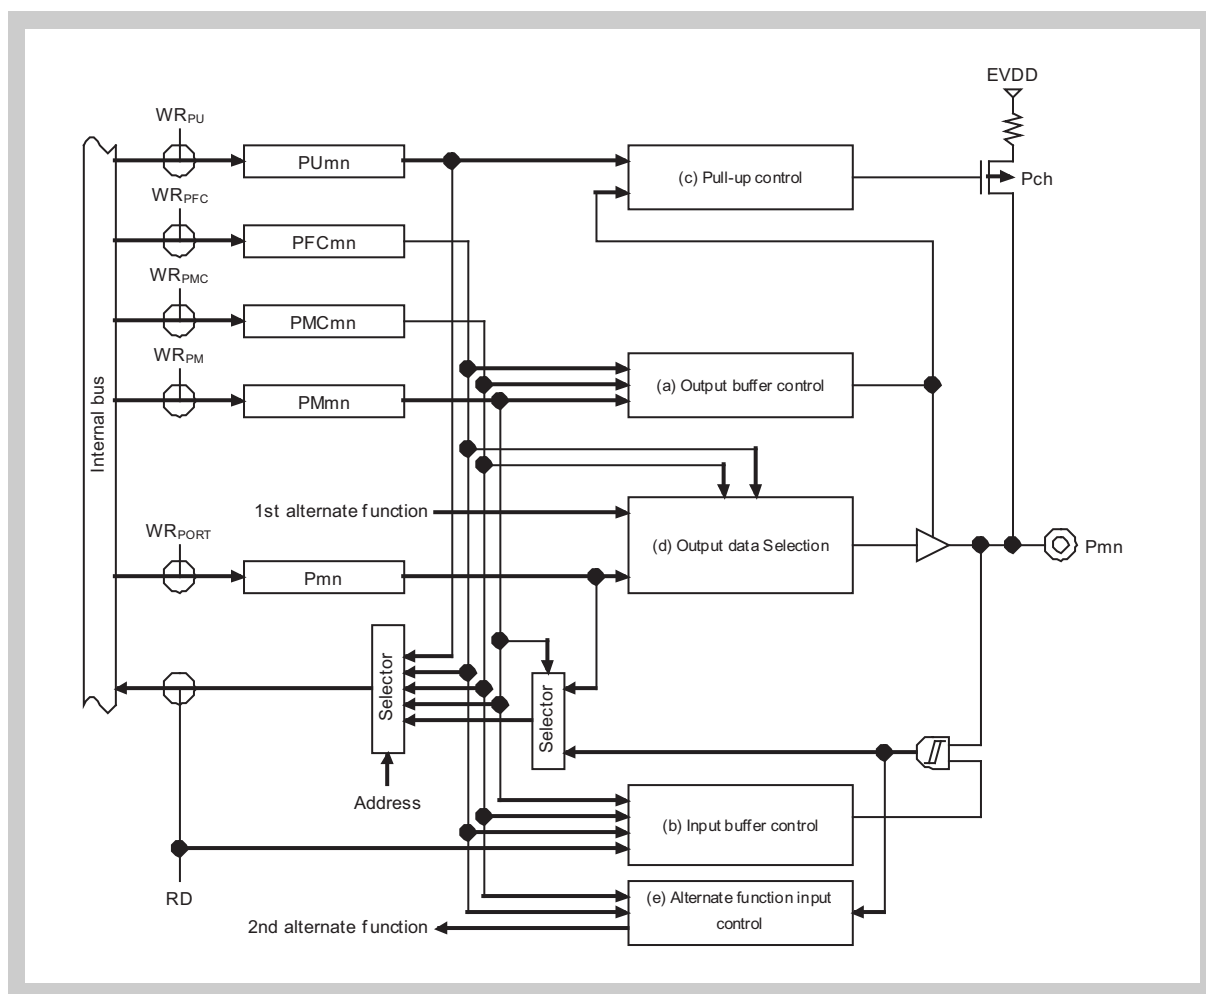 EVDD
WRPU
PUmn
(c) Pull-up control
Pch
WRPFC
PFCmn
WRPMC
PMCmn
WRPM
PMmn
(a) Output buffer control
Internal bus
1st alternate function
WRPORT
Pmn
(d) Output data Selection
Pmn
Selector
Selector
Address
(b) Input buffer control
RD
(e) Alternate function input
control
2nd alternate function